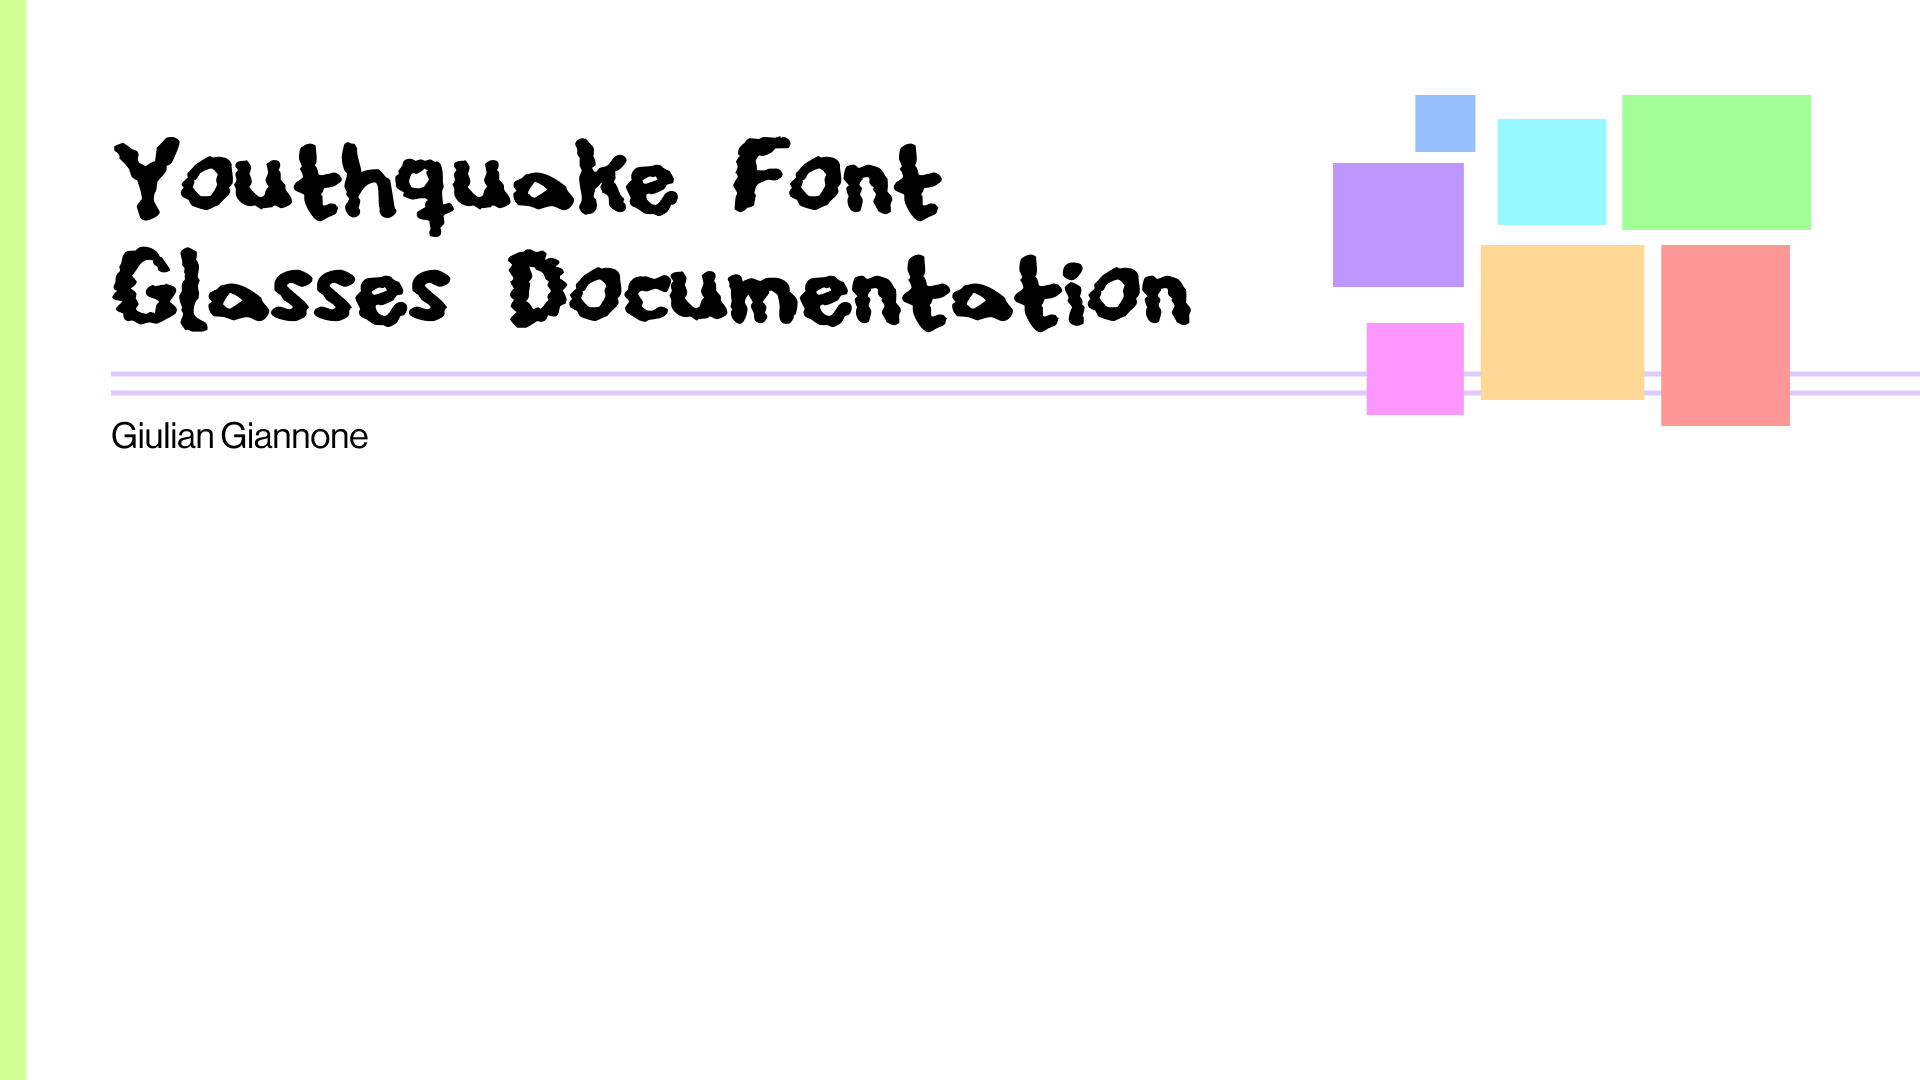 Youthquake Font
Glasses Documentation
Giulian Giannone